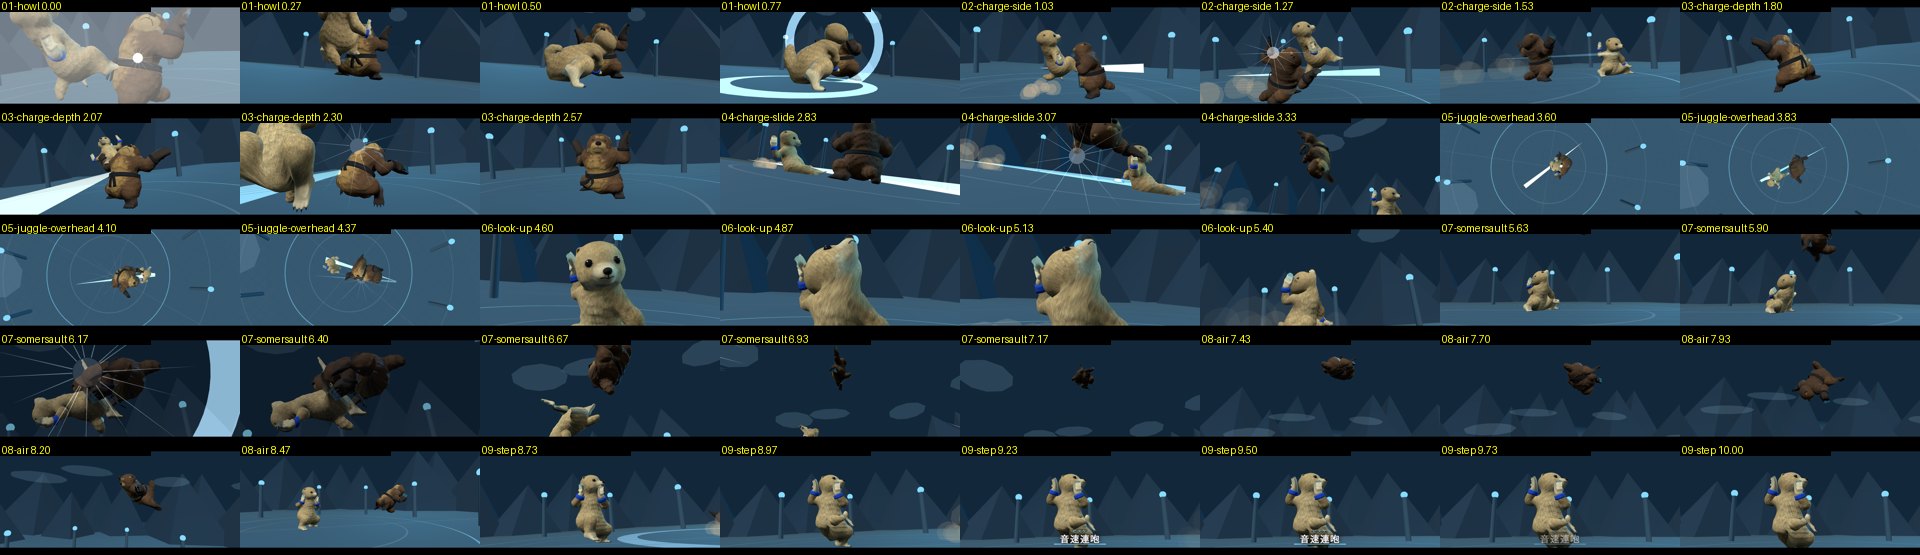 01-howl 0.00
01-howl 0.27
01-howl 0.50
01-howl 0.77
02-charge-side 1.03
02-charge-side 1.27
02-charge-side 1.53
03-charge-depth 1.80
03-charge-depth 2.07
03-charge-depth 2.30
03-charge-depth 2.57
04-charge-slide 2.83
04-charge-slide 3.07
04-charge-slide 3.33
05-juggle-overhead 3.60
05-juggle-overhead 3.83
05-juggle-overhead 4.10
05-juggle-overhead 4.37
06-look-up 4.60
06-look-up 4.87
06-look-up 5.13
06-look-up 5.40
07-somersault 5.63
07-somersault 5.90
07-somersault 6.17
07-somersault 6.40
07-somersault 6.67
07-somersault 6.93
07-somersault 7.17
08-air 7.43
08-air 7.70
08-air 7.93
08-air 8.20
08-air 8.47
09-step 8.73
09-step 8.97
09-step 9.23
09-step 9.50
09-step 9.73
09-step 10.00
音速連咆
音速連咆
音速連咆